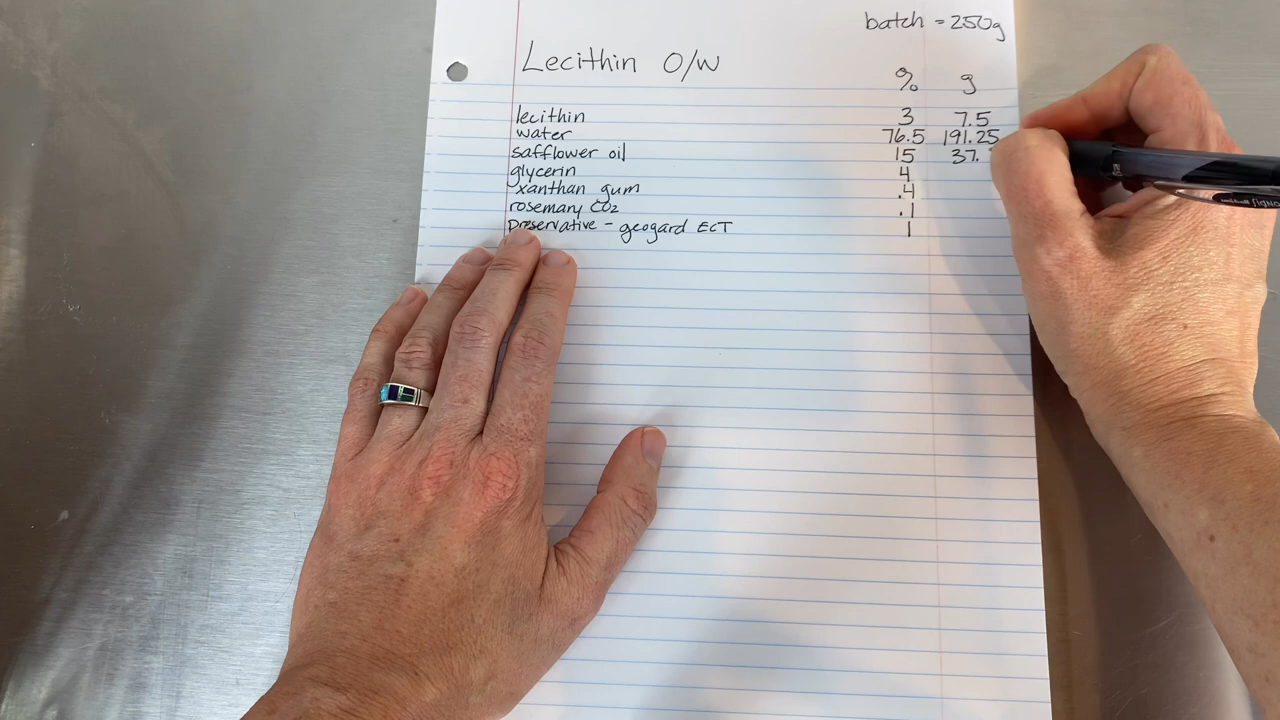 batch = 250g
Lecithin O/W
% g
lecithin 3 7.5
water 76.5 191.25
safflower oil 15 37.
glycerin 4
xanthan gum .4
rosemary CO₂ .1
preservative - geogard ECT 1